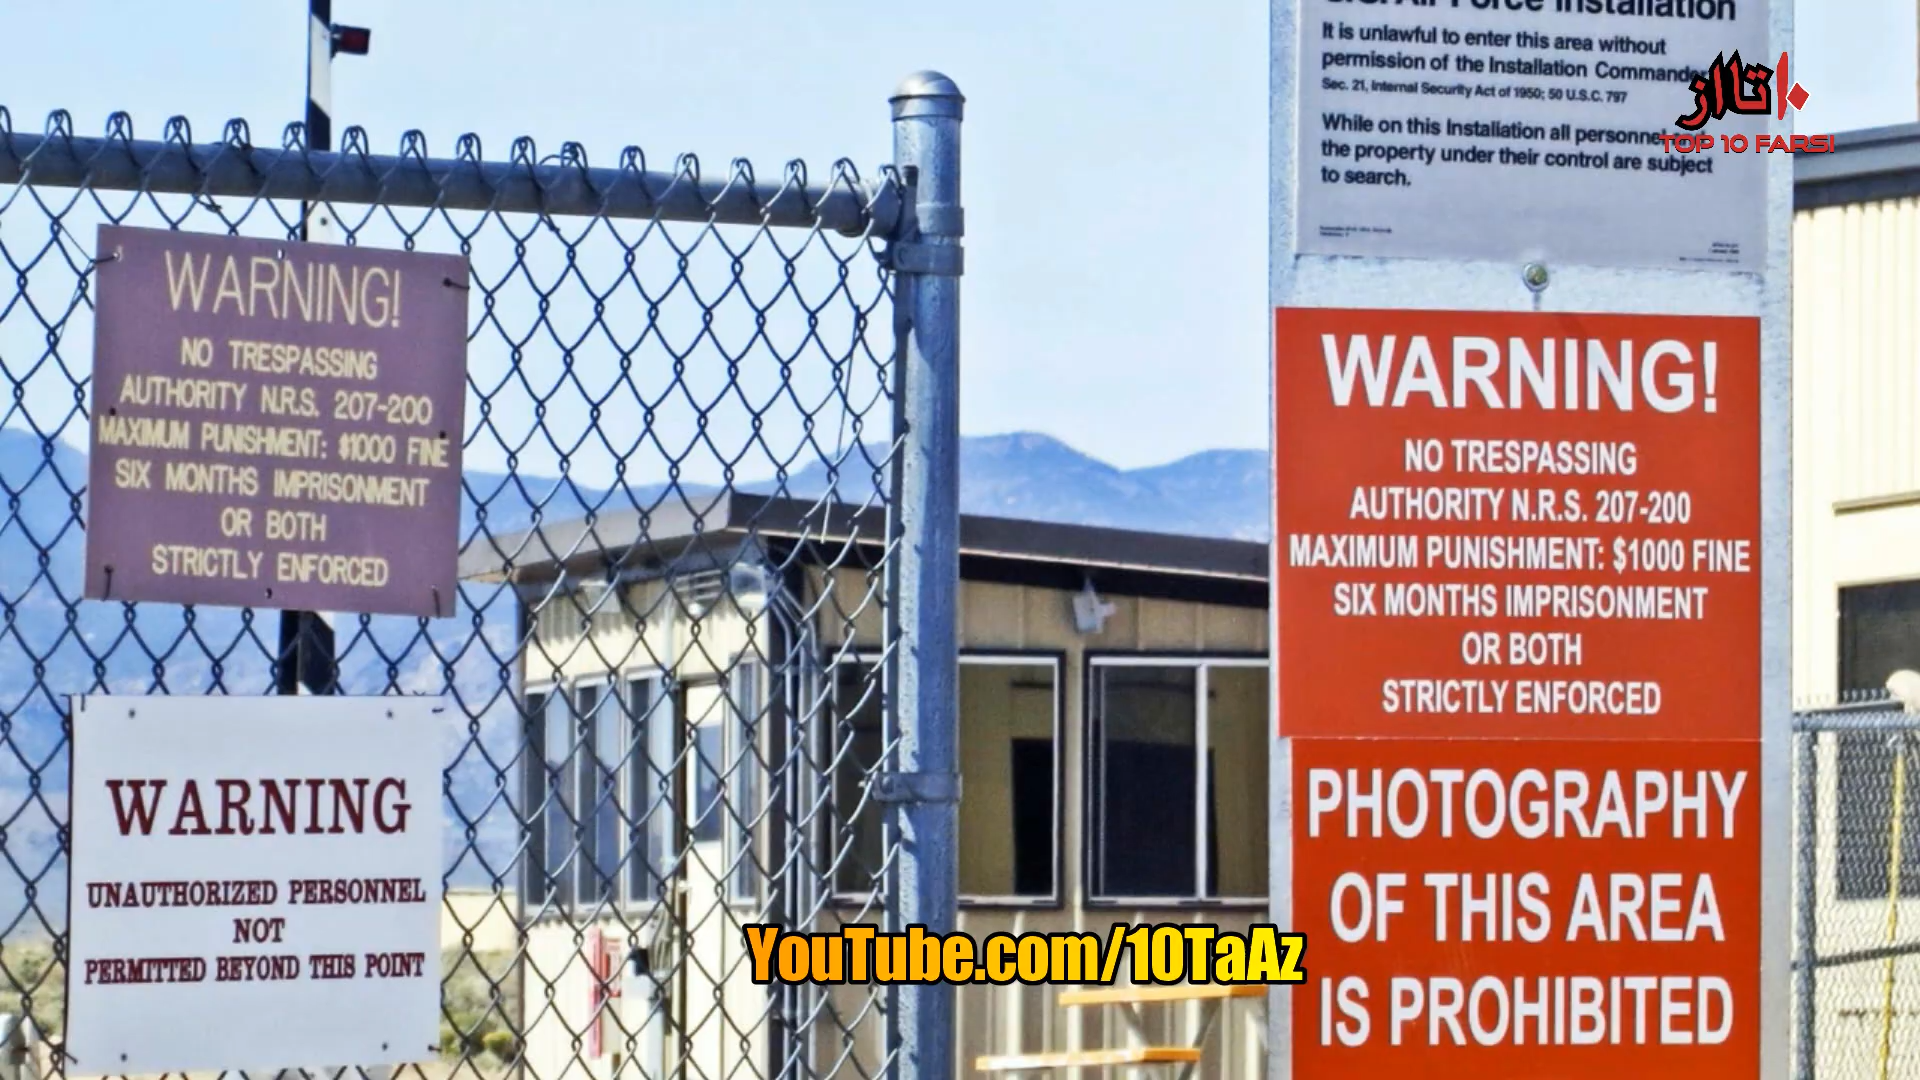 WARNING!
NO TRESPASSING
AUTHORITY N.R.S. 207-200
MAXIMUM PUNISHMENT: $1000 FINE
SIX MONTHS IMPRISONMENT
OR BOTH
STRICTLY ENFORCED
WARNING
UNAUTHORIZED PERSONNEL
NOT
PERMITTED BEYOND THIS POINT
Force Installation
It is unlawful to enter this area without
permission of the Installation Commander
Sec. 21, Internal Security Act of 1950; 50 U.S.C. 797
While on this Installation all personnel
the property under their control are subject
to search.
WARNING!
NO TRESPASSING
AUTHORITY N.R.S. 207-200
MAXIMUM PUNISHMENT: $1000 FINE
SIX MONTHS IMPRISONMENT
OR BOTH
STRICTLY ENFORCED
PHOTOGRAPHY
OF THIS AREA
IS PROHIBITED
۱۰ تااز
TOP 10 FARSI
YouTube.com/10TaAz